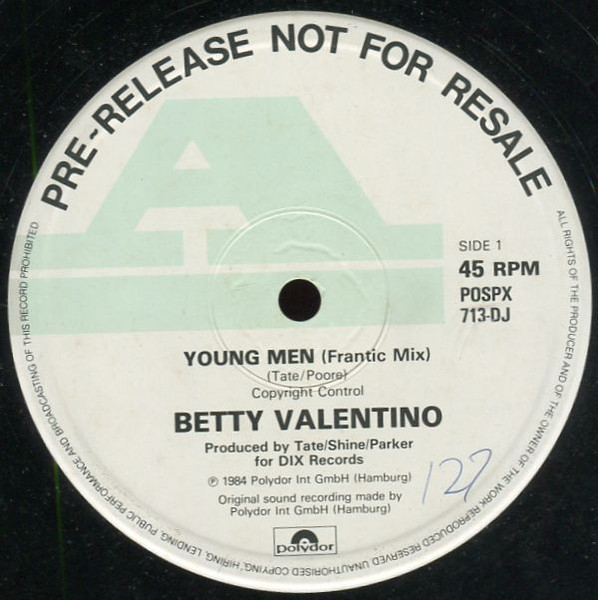 PRE-RELEASE NOT FOR RESALE
A
SIDE 1
45 RPM
POSPX
713-DJ
YOUNG MEN (Frantic Mix)
(Tate/Poore)
Copyright Control
BETTY VALENTINO
Produced by Tate/Shine/Parker
for DIX Records
℗ 1984 Polydor Int GmbH (Hamburg)
Original sound recording made by
Polydor Int GmbH (Hamburg)
127
polydor
ALL RIGHTS OF THE PRODUCER AND OF THE OWNER OF THE WORK REPRODUCED RESERVED. UNAUTHORISED COPYING, HIRING, LENDING, PUBLIC PERFORMANCE AND BROADCASTING OF THIS RECORD PROHIBITED